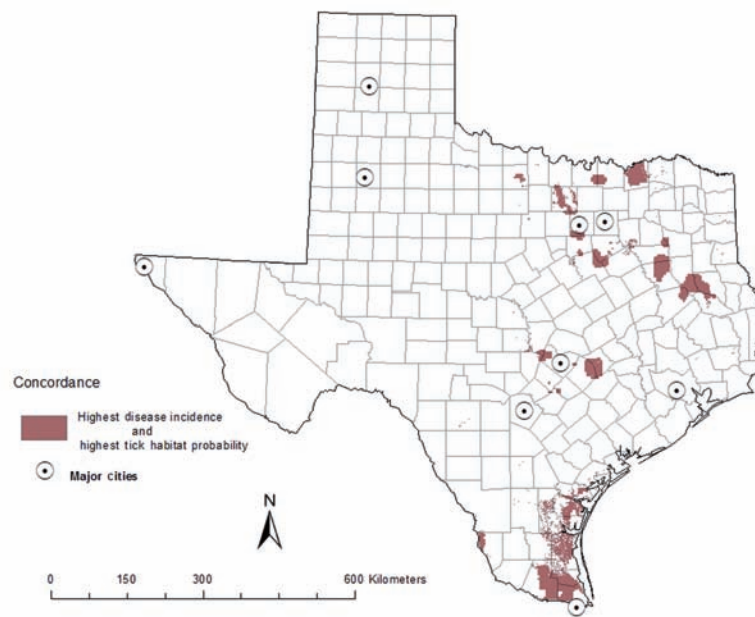 Concordance
Highest disease incidence
and
highest tick habitat probability
Major cities
N
0 150 300 600 Kilometers